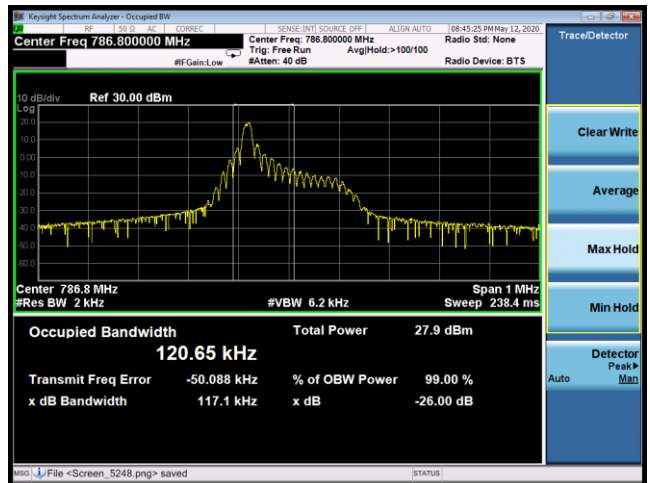 Keysight Spectrum Analyzer - Occupied BW
RF 50 Ω AC CORREC SENSE:INT SOURCE OFF ALIGN AUTO 08:45:25 PM May 12, 2020
Center Freq 786.800000 MHz
Center Freq: 786.800000 MHz
Radio Std: None
Trig: Free Run Avg|Hold:>100/100
#IFGain:Low #Atten: 40 dB Radio Device: BTS
Trace/Detector
10 dB/div Ref 30.00 dBm
Log
20.0
10.0
0.00
-10.0
-20.0
-30.0
-40.0
-50.0
-60.0
Center 786.8 MHz Span 1 MHz
#Res BW 2 kHz #VBW 6.2 kHz Sweep 238.4 ms
Occupied Bandwidth Total Power 27.9 dBm
120.65 kHz
Transmit Freq Error -50.088 kHz % of OBW Power 99.00 %
x dB Bandwidth 117.1 kHz x dB -26.00 dB
Clear Write
Average
Max Hold
Min Hold
Detector
Peak▶
Auto Man
MSG File <Screen_5248.png> saved STATUS